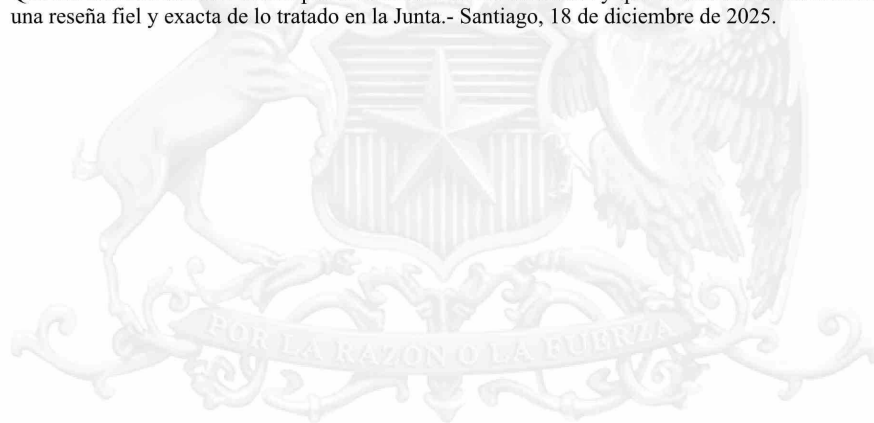 una reseña fiel y exacta de lo tratado en la Junta.- Santiago, 18 de diciembre de 2025.
POR LA RAZÓN O LA FUERZA